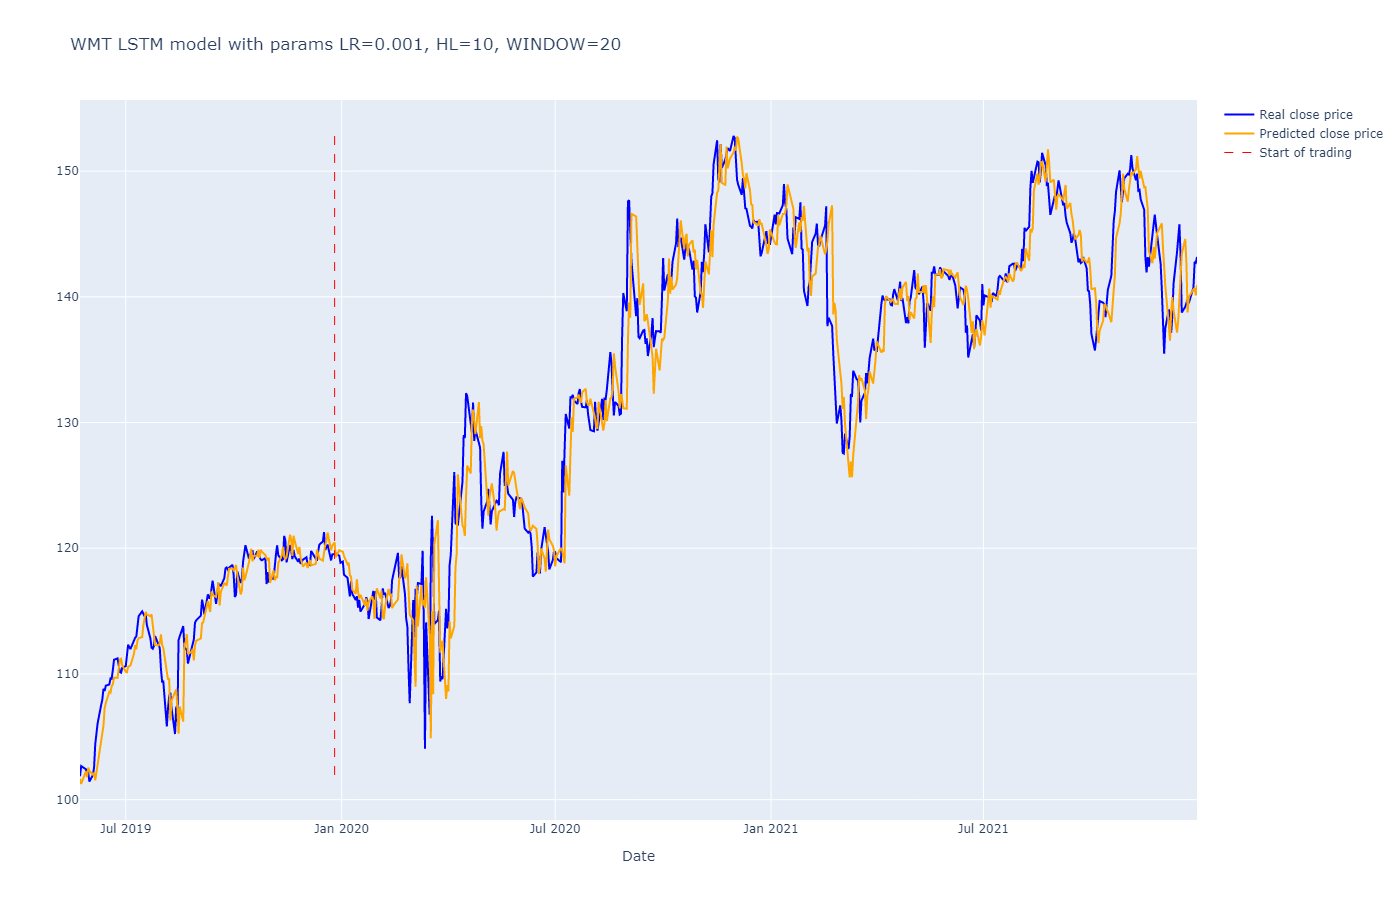 WMT LSTM model with params LR=0.001, HL=10, WINDOW=20
Real close price
Predicted close price
Start of trading
150
140
130
120
110
100
Jul 2019
Jan 2020
Jul 2020
Jan 2021
Jul 2021
Date